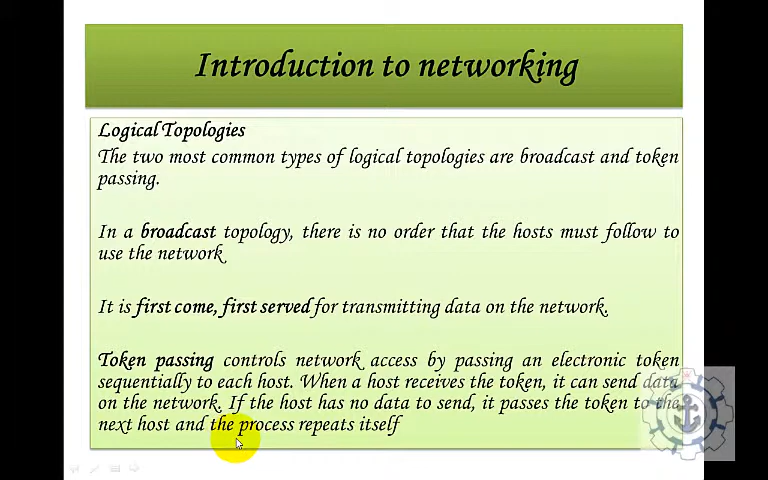 Introduction to networking
Logical Topologies
The two most common types of logical topologies are broadcast and token
passing.
In a broadcast topology, there is no order that the hosts must follow to
use the network
It is first come, first served for transmitting data on the network.
Token passing controls network access by passing an electronic token
sequentially to each host. When a host receives the token, it can send data
on the network. If the host has no data to send, it passes the token to the
next host and the process repeats itself